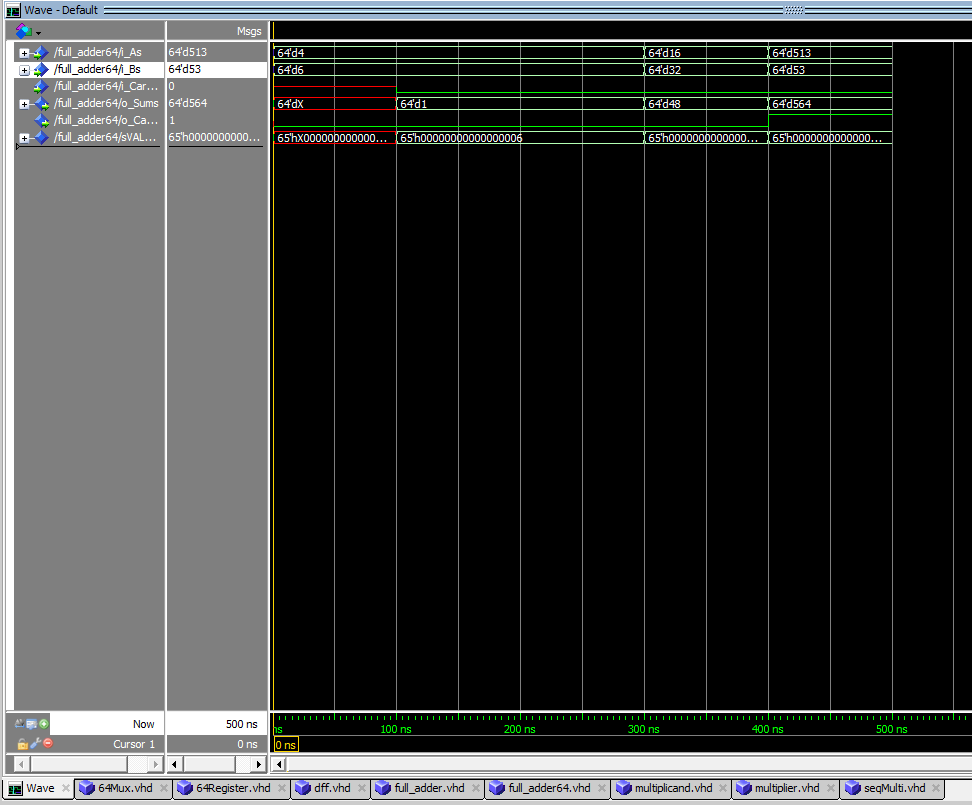 Wave - Default
Msgs
/full_adder64/i_As 64'd513 64'd4 64'd16 64'd513
/full_adder64/i_Bs 64'd53 64'd6 64'd32 64'd53
/full_adder64/i_Car... 0
/full_adder64/o_Sums 64'd564 64'dX 64'd1 64'd48 64'd564
/full_adder64/o_Ca... 1
/full_adder64/sVAL... 65'h0000000000... 65'hX000000000000... 65'h00000000000000006 65'h0000000000000... 65'h0000000000000...
Now 500 ns ns 100 ns 200 ns 300 ns 400 ns 500 ns
Cursor 1 0 ns 0 ns
Wave 64Mux.vhd 64Register.vhd dff.vhd full_adder.vhd full_adder64.vhd multiplicand.vhd multiplier.vhd seqMulti.vhd